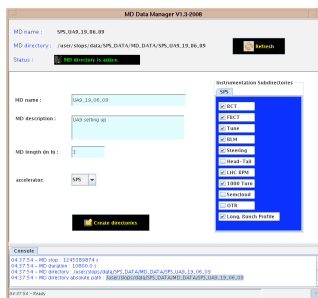 MD Data Manager V1.3-2008
MD name : SPS_UA9_19_06_09
MD directory : /user/slops/data/SPS_DATA/MD_DATA/SPS_UA9_19_06_09
Refresh
Status : MD directory is active.
Instrumentation Subdirectories
SPS
MD name : UA9_19_06_09
BCT
FBCT
MD description : UA9 setting up
Tune
BLM
MD length (in h) : 3
Steering
Head-Tail
LHC BPM
accelerator: SPS
1000 Turn
Semcloud
OTR
Create directories
Long. Bunch Profile
Console
04:37:54 - MD stop : 1245389874 s
04:37:54 - MD duration : 10800.0 s
04:37:54 - MD directory : /user/slops/data/SPS_DATA/MD_DATA/SPS_UA9_19_06_09
04:37:54 - MD directory absolute path : /user/slops/data/SPS_DATA/MD_DATA/SPS_UA9_19_06_09
04:37:54 - Ready